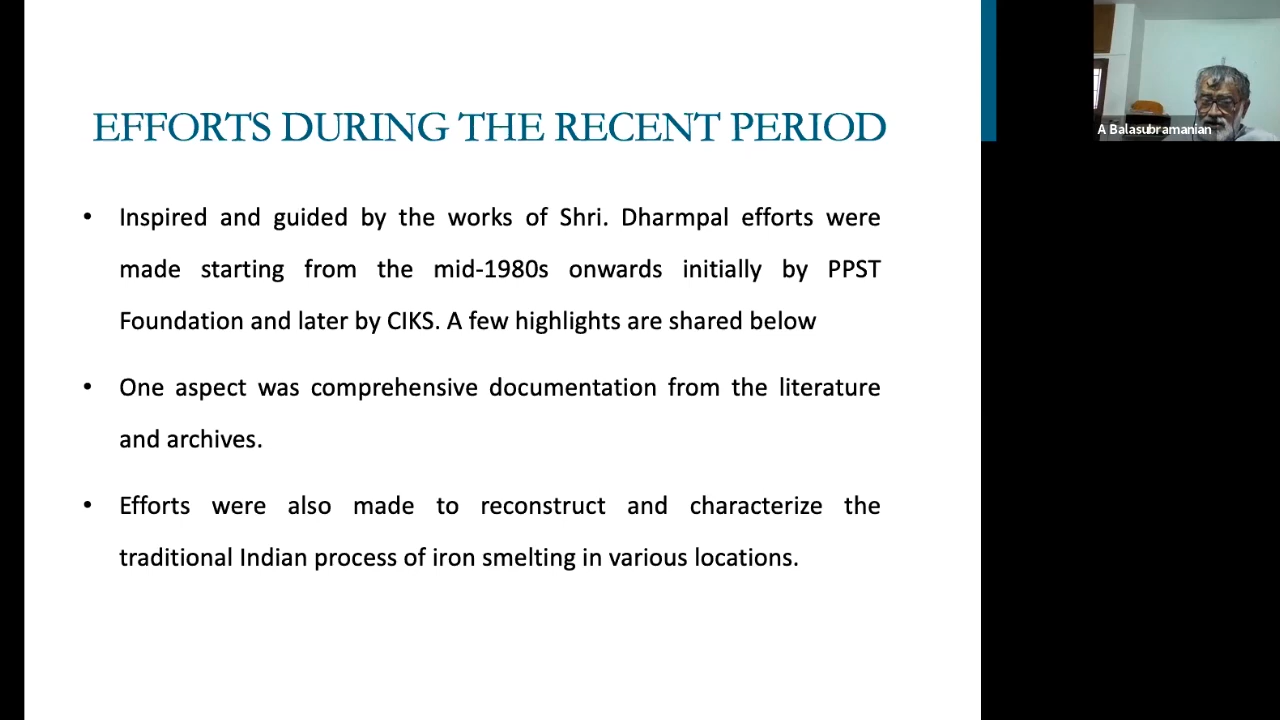 EFFORTS DURING THE RECENT PERIOD
• Inspired and guided by the works of Shri. Dharmpal efforts were
made starting from the mid-1980s onwards initially by PPST
Foundation and later by CIKS. A few highlights are shared below
• One aspect was comprehensive documentation from the literature
and archives.
• Efforts were also made to reconstruct and characterize the
traditional Indian process of iron smelting in various locations.
A Balasubramanian